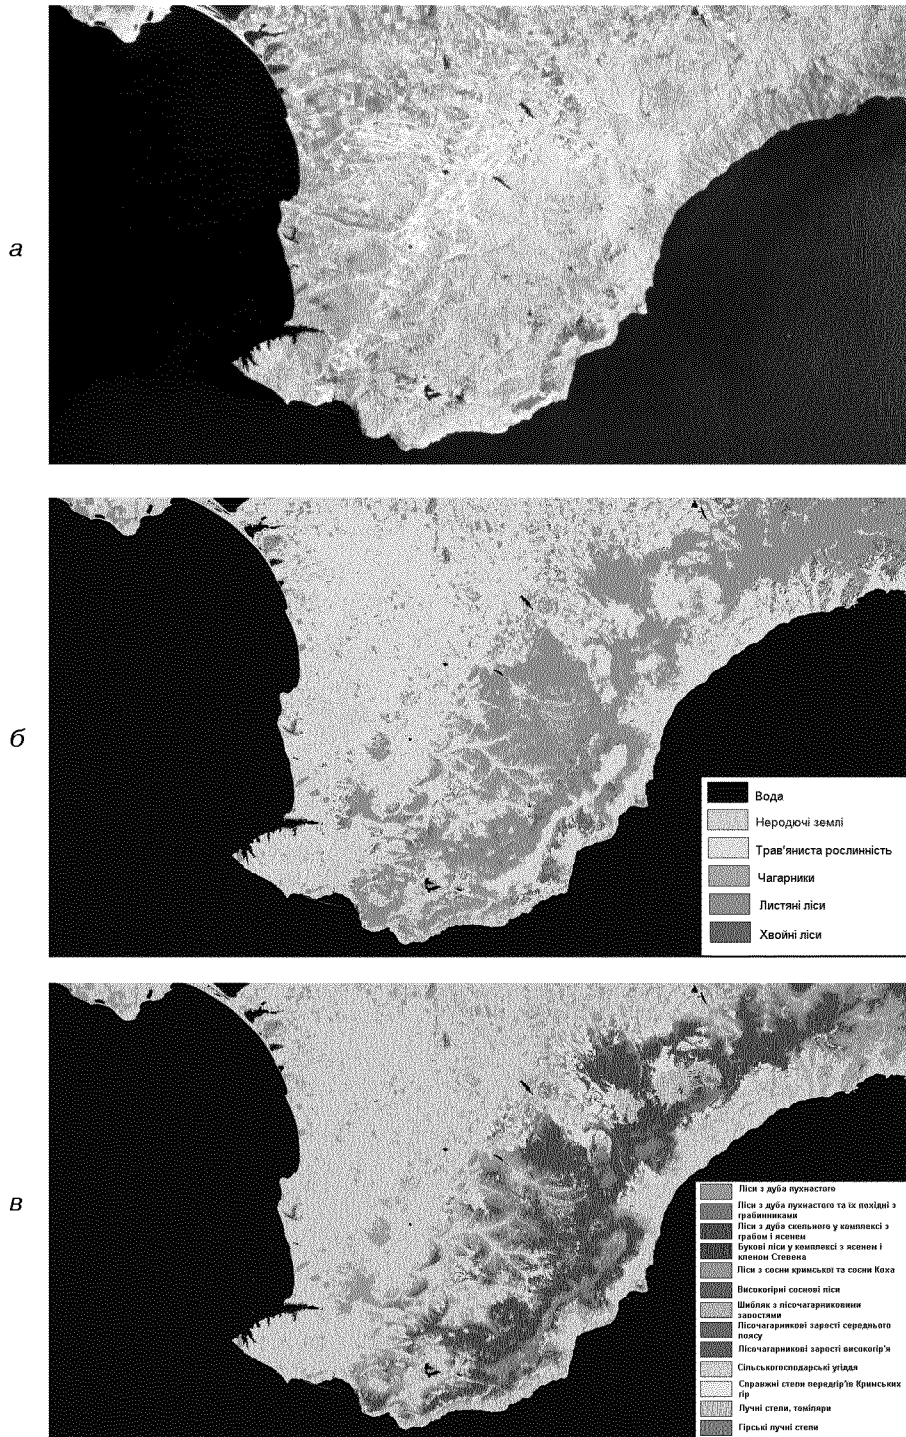 а
б
Вода
Неродючі землі
Трав'яниста рослинність
Чагарники
Листяні ліси
Хвойні ліси
в
Ліси з дуба пухнастого
Ліси з дуба пухнастого та їх похідні з
грабинниками
Ліси з дуба скельного у комплексі з
грабом і ясенем
Букові ліси у комплексі з ясенем і
кленом Стевена
Ліси з сосни кримської та сосни Коха
Високогірні соснові ліси
Шибляк з лісочагарниковими
заростями
Лісочагарникові зарості середнього
поясу
Лісочагарникові зарості високогір'я
Сільськогосподарські угіддя
Справжні степи передгір'їв Кримських
гір
Лучні степи, томіляри
Гірські лучні степи